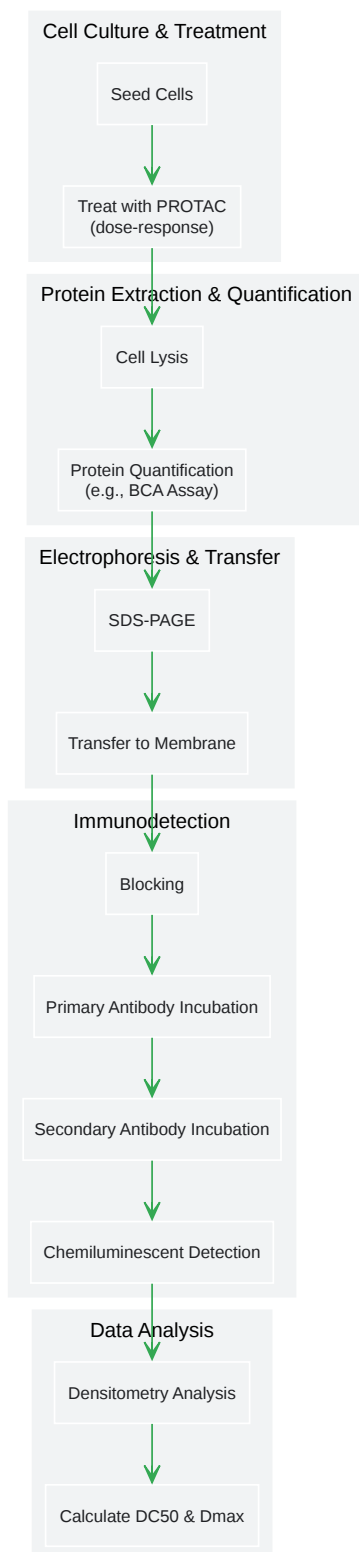 Cell Culture & Treatment
Seed Cells
Treat with PROTAC
(dose-response)
Protein Extraction & Quantification
Cell Lysis
Protein Quantification
(e.g., BCA Assay)
Electrophoresis & Transfer
SDS-PAGE
Transfer to Membrane
Immunodetection
Blocking
Primary Antibody Incubation
Secondary Antibody Incubation
Chemiluminescent Detection
Data Analysis
Densitometry Analysis
Calculate DC50 & Dmax